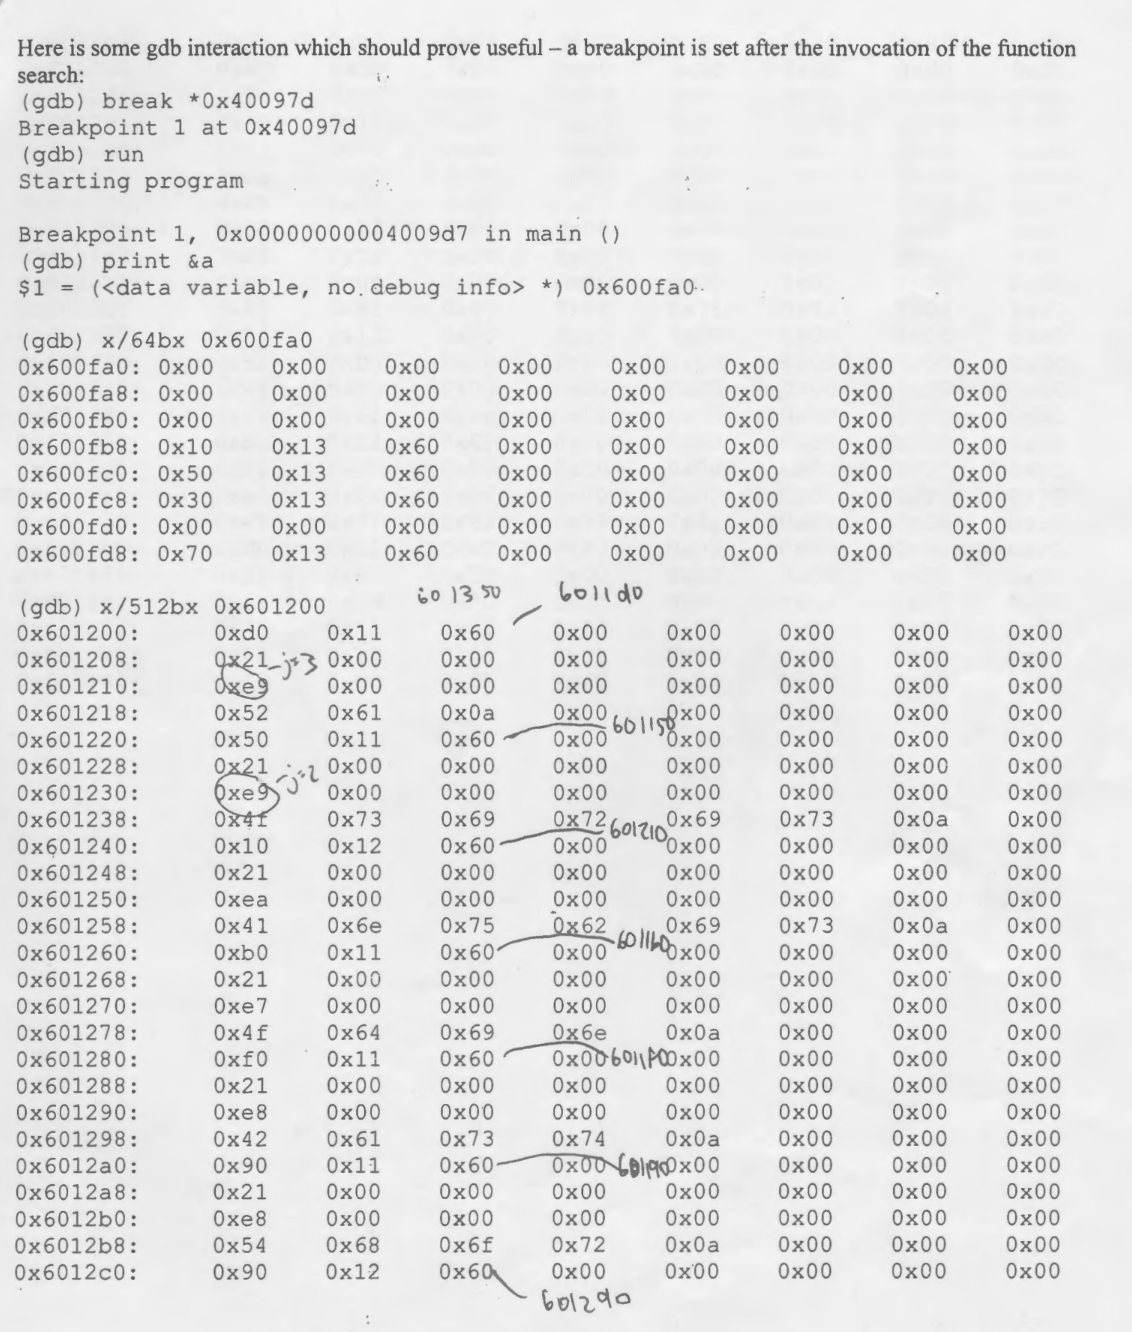 Here is some gdb interaction which should prove useful – a breakpoint is set after the invocation of the function
search:
(gdb) break *0x40097d
Breakpoint 1 at 0x40097d
(gdb) run
Starting program
Breakpoint 1, 0x00000000004009d7 in main ()
(gdb) print &a
$1 = (<data variable, no debug info> *) 0x600fa0
(gdb) x/64bx 0x600fa0
0x600fa0: 0x00 0x00 0x00 0x00 0x00 0x00 0x00 0x00
0x600fa8: 0x00 0x00 0x00 0x00 0x00 0x00 0x00 0x00
0x600fb0: 0x00 0x00 0x00 0x00 0x00 0x00 0x00 0x00
0x600fb8: 0x10 0x13 0x60 0x00 0x00 0x00 0x00 0x00
0x600fc0: 0x50 0x13 0x60 0x00 0x00 0x00 0x00 0x00
0x600fc8: 0x30 0x13 0x60 0x00 0x00 0x00 0x00 0x00
0x600fd0: 0x00 0x00 0x00 0x00 0x00 0x00 0x00 0x00
0x600fd8: 0x70 0x13 0x60 0x00 0x00 0x00 0x00 0x00
601350 6011d0
(gdb) x/512bx 0x601200
0x601200: 0xd0 0x11 0x60 0x00 0x00 0x00 0x00 0x00
0x601208: 0x21 -j=3 0x00 0x00 0x00 0x00 0x00 0x00 0x00
0x601210: 0xe9 0x00 0x00 0x00 0x00 0x00 0x00 0x00
0x601218: 0x52 0x61 0x0a 0x00 0x00 0x00 0x00 0x00
0x601220: 0x50 0x11 0x60 0x00 601150 0x00 0x00 0x00 0x00
0x601228: 0x21 0x00 0x00 0x00 0x00 0x00 0x00 0x00
0x601230: 0xe9 -j=2 0x00 0x00 0x00 0x00 0x00 0x00 0x00
0x601238: 0x4f 0x73 0x69 0x72 0x69 0x73 0x0a 0x00
0x601240: 0x10 0x12 0x60 0x00 601210 0x00 0x00 0x00 0x00
0x601248: 0x21 0x00 0x00 0x00 0x00 0x00 0x00 0x00
0x601250: 0xea 0x00 0x00 0x00 0x00 0x00 0x00 0x00
0x601258: 0x41 0x6e 0x75 0x62 0x69 0x73 0x0a 0x00
0x601260: 0xb0 0x11 0x60 0x00 0x00 0x00 0x00 0x00
0x601268: 0x21 0x00 0x00 0x00 0x00 0x00 0x00 0x00
0x601270: 0xe7 0x00 0x00 0x00 0x00 0x00 0x00 0x00
0x601278: 0x4f 0x64 0x69 0x6e 0x0a 0x00 0x00 0x00
0x601280: 0xf0 0x11 0x60 0x00 0x00 0x00 0x00 0x00
0x601288: 0x21 0x00 0x00 0x00 0x00 0x00 0x00 0x00
0x601290: 0xe8 0x00 0x00 0x00 0x00 0x00 0x00 0x00
0x601298: 0x42 0x61 0x73 0x74 0x0a 0x00 0x00 0x00
0x6012a0: 0x90 0x11 0x60 0x00 601190 0x00 0x00 0x00 0x00
0x6012a8: 0x21 0x00 0x00 0x00 0x00 0x00 0x00 0x00
0x6012b0: 0xe8 0x00 0x00 0x00 0x00 0x00 0x00 0x00
0x6012b8: 0x54 0x68 0x6f 0x72 0x0a 0x00 0x00 0x00
0x6012c0: 0x90 0x12 0x60 0x00 0x00 0x00 0x00 0x00
601290